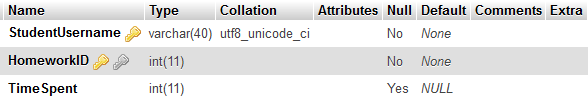 Name Type Collation Attributes Null Default Comments Extra
StudentUsername varchar(40) utf8_unicode_ci No None
HomeworkID int(11) No None
TimeSpent int(11) Yes NULL